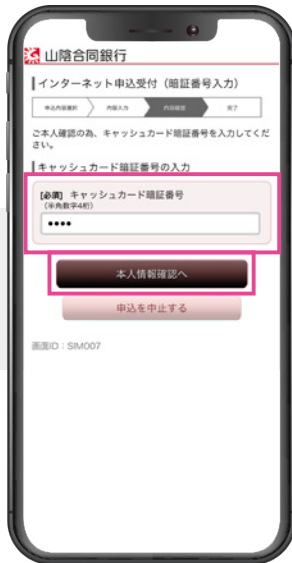 山陰合同銀行
インターネット申込受付（暗証番号入力）
申込内容選択 内容入力 内容確認 完了
ご本人確認の為、キャッシュカード暗証番号を入力してくだ
さい。
キャッシュカード暗証番号の入力
[必須] キャッシュカード暗証番号
（半角数字4桁）
••••
本人情報確認へ
申込を中止する
画面ID：SIM007